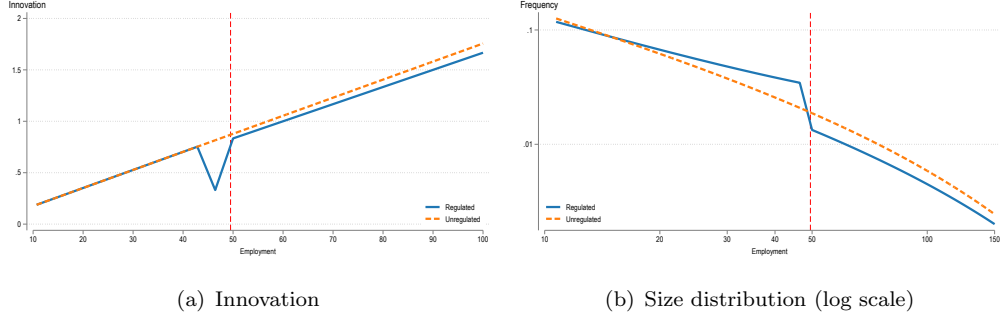 Innovation
2
1.5
1
.5
0
10 20 30 40 50 60 70 80 90 100
Employment
Regulated
Unregulated
(a) Innovation
Frequency
.1
.01
10 20 30 40 50 100 150
Employment
Regulated
Unregulated
(b) Size distribution (log scale)